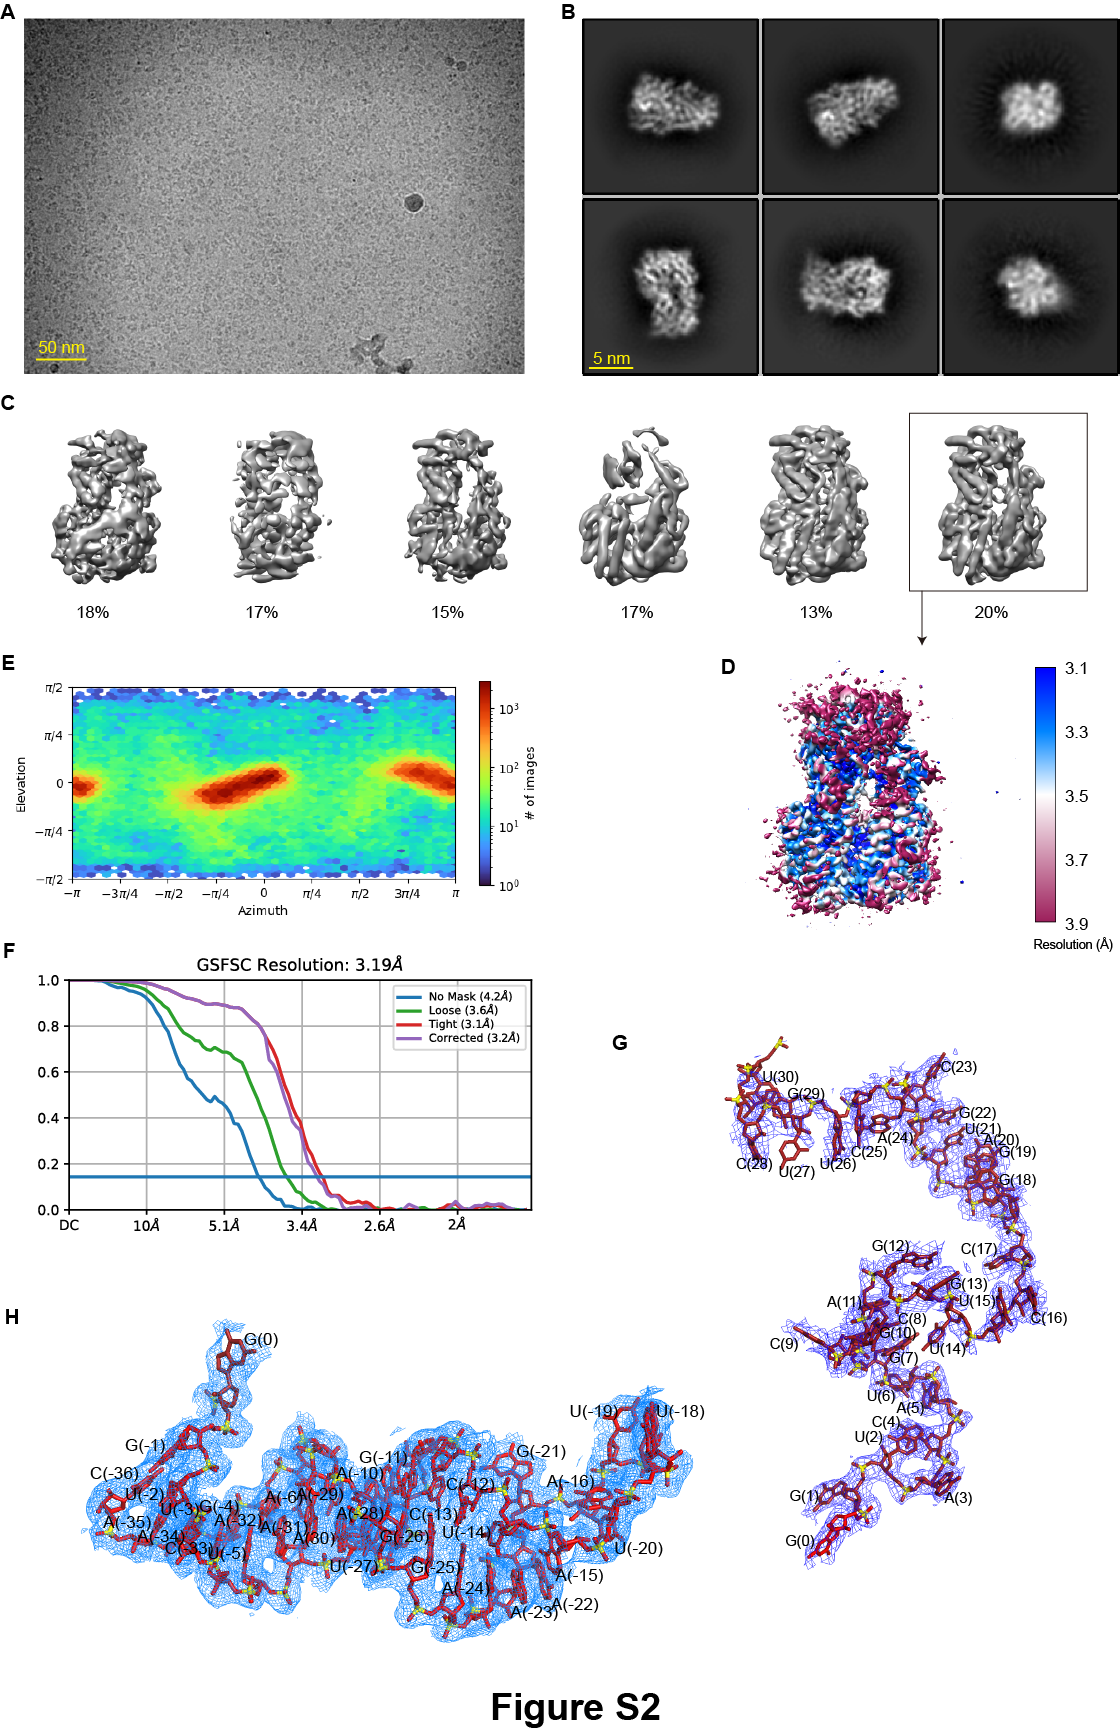 A
50 nm
B
5 nm
C
18%
17%
15%
17%
13%
20%
E
π/2
π/4
0
−π/4
−π/2
Elevation
−π
−3π/4
−π/2
−π/4
0
π/4
π/2
3π/4
π
Azimuth
10³
10²
10¹
10⁰
# of images
D
3.1
3.3
3.5
3.7
3.9
Resolution (Å)
F
GSFSC Resolution: 3.19Å
No Mask (4.2Å)
Loose (3.6Å)
Tight (3.1Å)
Corrected (3.2Å)
1.0
0.8
0.6
0.4
0.2
0.0
DC
10Å
5.1Å
3.4Å
2.6Å
2Å
G
C(23)
U(30)
G(29)
G(22)
U(21)
A(24)
A(20)
C(25)
G(19)
C(28)
U(27)
U(26)
G(18)
G(12)
C(17)
G(13)
A(11)
U(15)
C(8)
C(16)
G(10)
C(9)
U(14)
G(7)
U(6)
A(5)
C(4)
U(2)
G(1)
A(3)
G(0)
H
G(0)
U(-19)
U(-18)
G(-1)
G(-11)
G(-21)
C(-36)
A(-10)
C(-12)
A(-16)
U(-2)
A(-6)
A(-29)
U(-3)
G(-4)
A(-28)
C(-13)
A(-35)
A(-32)
A(-31)
U(-14)
A(-34)
A(30)
G(-26)
C(-33)
U(-5)
U(-20)
U(-27)
G(-25)
A(-15)
A(-24)
A(-22)
A(-23)
Figure S2